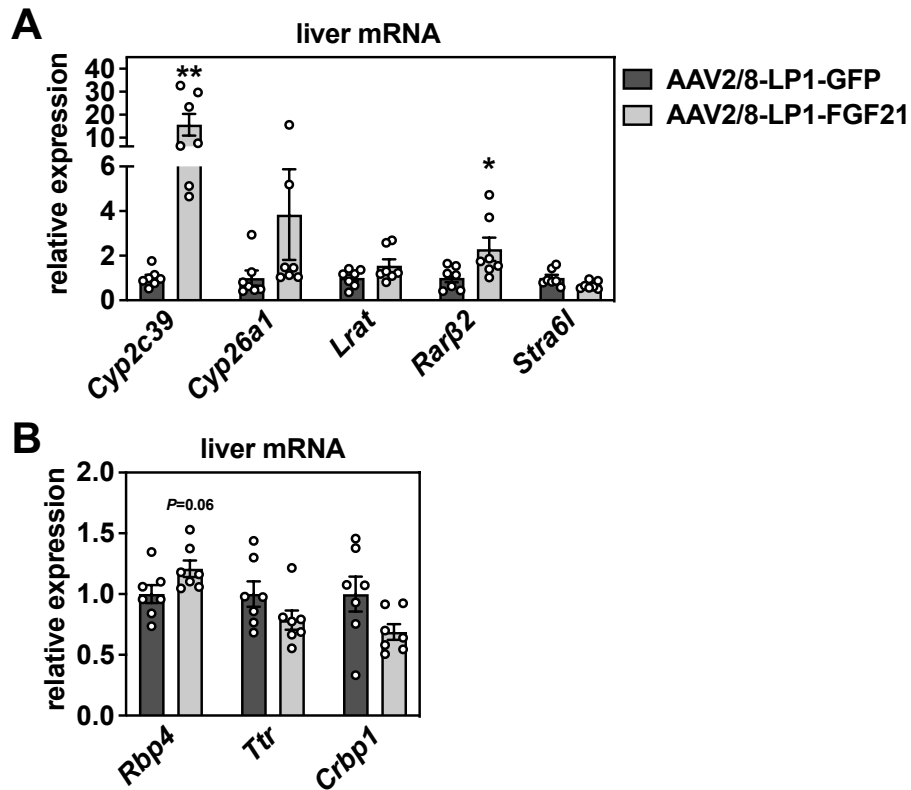 A
liver mRNA
relative expression
40
30
20
10
6
4
2
0
**
*
AAV2/8-LP1-GFP
AAV2/8-LP1-FGF21
Cyp2c39
Cyp26a1
Lrat
Rarβ2
Stra6l
B
liver mRNA
relative expression
2.0
1.5
1.0
0.5
0.0
P=0.06
Rbp4
Ttr
Crbp1